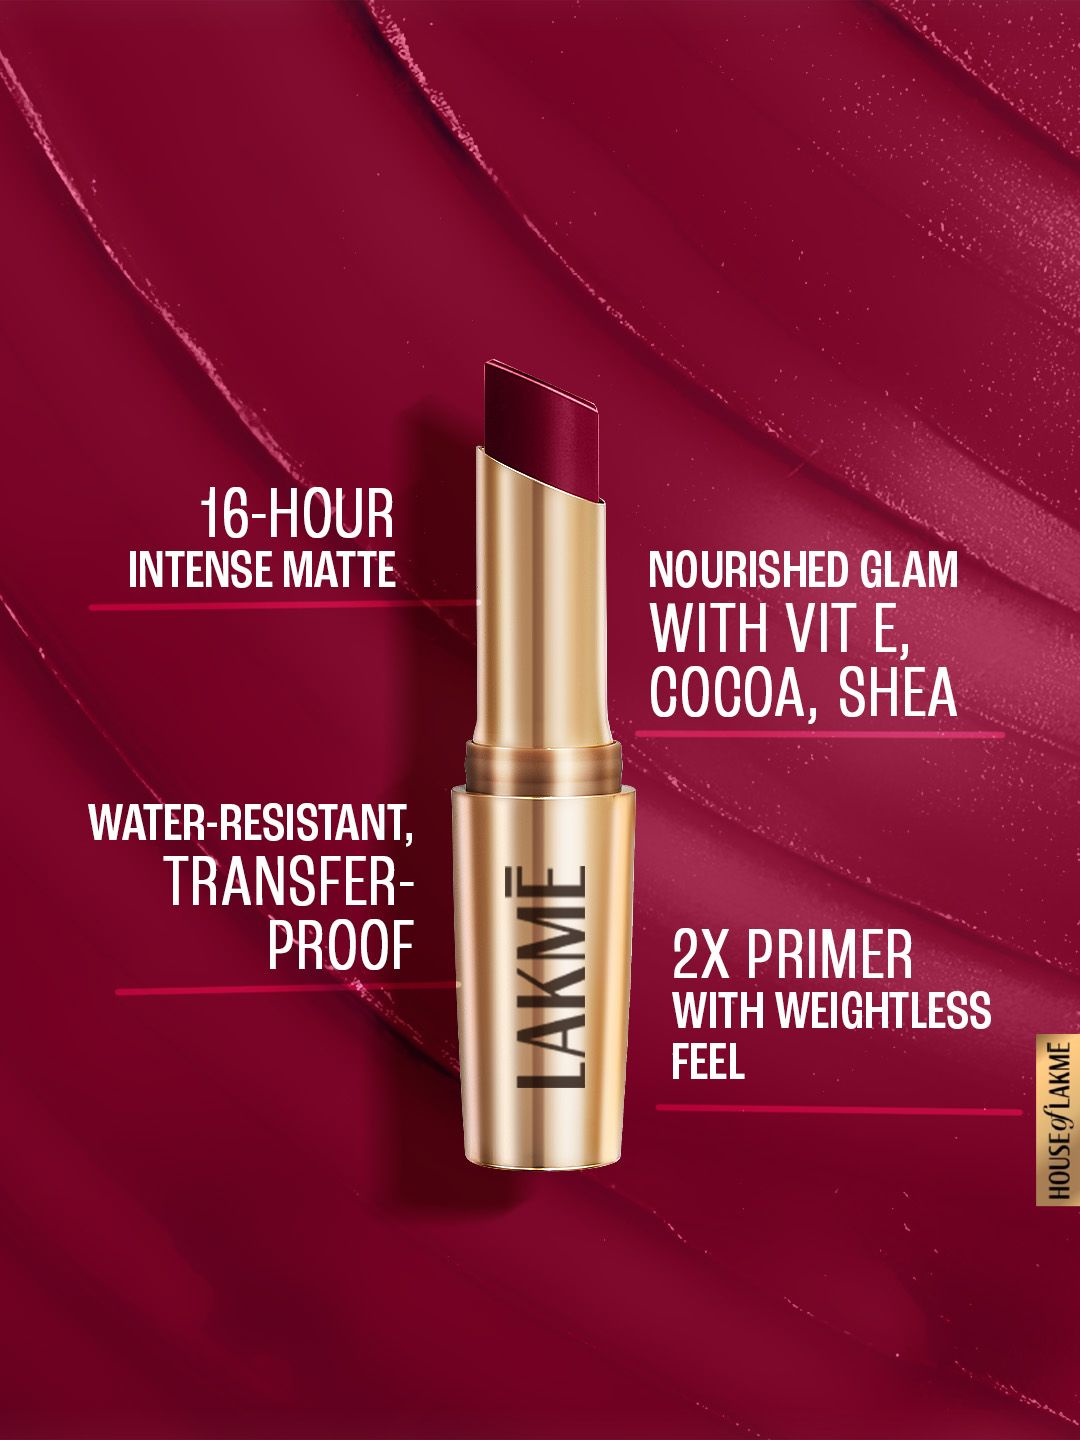 16-HOUR
INTENSE MATTE
NOURISHED GLAM
WITH VIT E,
COCOA, SHEA
WATER-RESISTANT,
TRANSFER-
PROOF
LAKMĒ
2X PRIMER
WITH WEIGHTLESS
FEEL
HOUSE of LAKMĒ